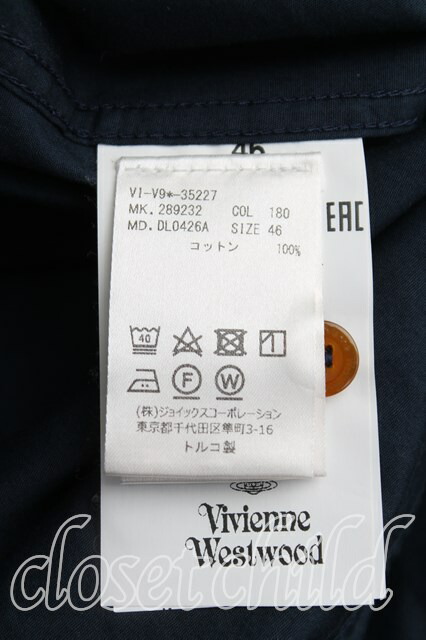 46
VI-V9*-35227
MK. 289232 COL 180
MD. DL0426A SIZE 46
コットン 100%
EAC
40
F W
(株)ジョイックスコーポレーション
東京都千代田区隼町3-16
トルコ製
Vivienne
Westwood
closet child